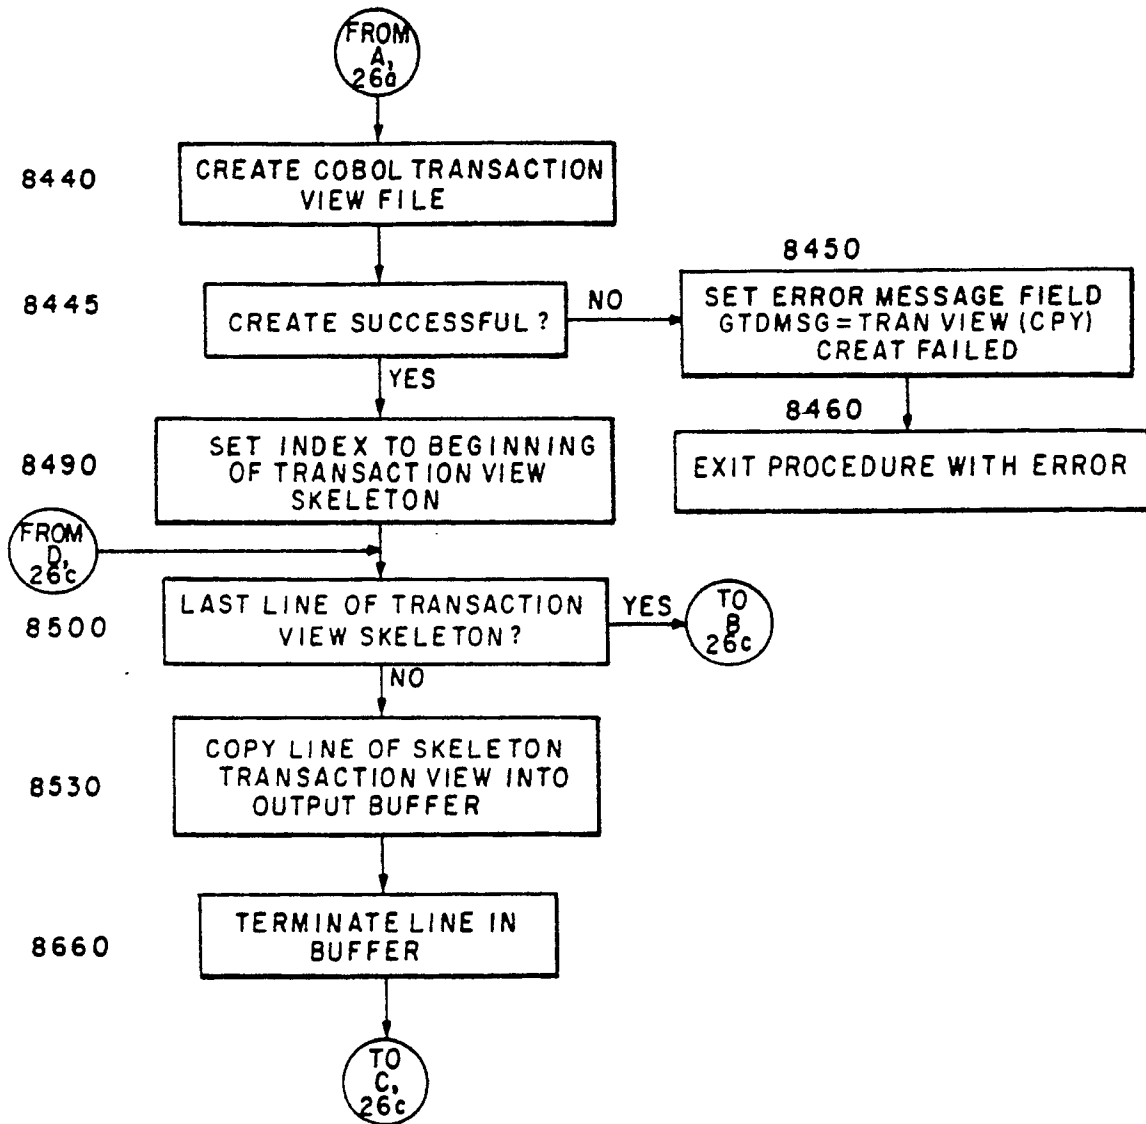 FROM
A,
26a
8440
CREATE COBOL TRANSACTION
VIEW FILE
8445
CREATE SUCCESSFUL?
NO
8450
SET ERROR MESSAGE FIELD
GTDMSG=TRAN VIEW (CPY)
CREAT FAILED
YES
8460
EXIT PROCEDURE WITH ERROR
8490
SET INDEX TO BEGINNING
OF TRANSACTION VIEW
SKELETON
FROM
D,
26c
8500
LAST LINE OF TRANSACTION
VIEW SKELETON?
YES
TO
B
26c
NO
8530
COPY LINE OF SKELETON
TRANSACTION VIEW INTO
OUTPUT BUFFER
8660
TERMINATE LINE IN
BUFFER
TO
C,
26c